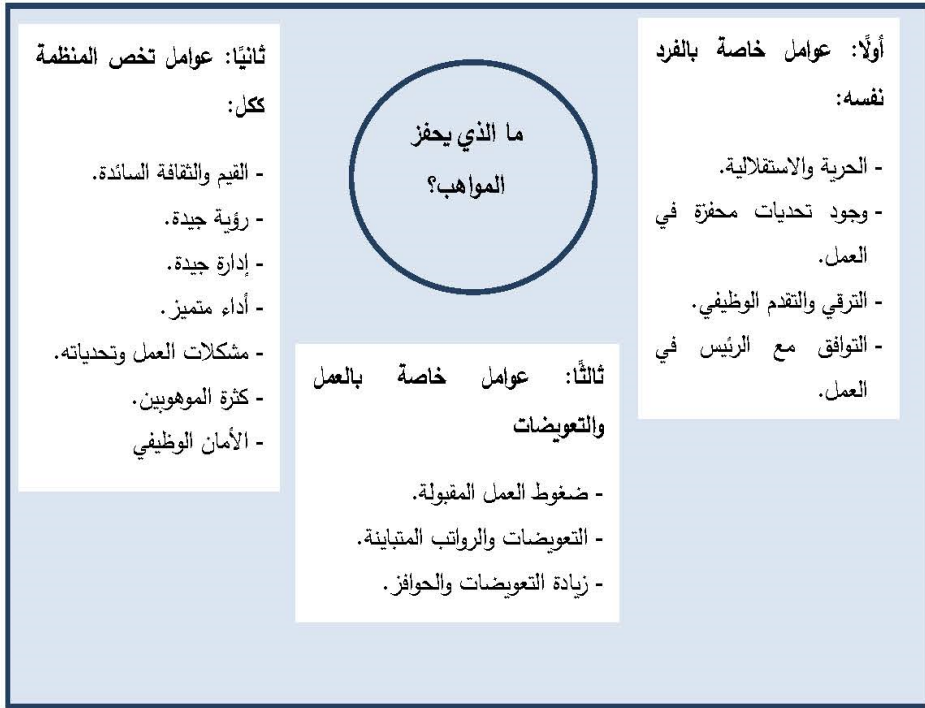 ما الذي يحفز
المواهب؟
أولًا: عوامل خاصة بالفرد
نفسه:
- الحرية والاستقلالية.
- وجود تحديات محفزة في
العمل.
- الترقي والتقدم الوظيفي.
- التوافق مع الرئيس في
العمل.
ثانيًا: عوامل تخص المنظمة
ككل:
- القيم والثقافة السائدة.
- رؤية جيدة.
- إدارة جيدة.
- أداء متميز.
- مشكلات العمل وتحدياته.
- كثرة الموهوبين.
- الأمان الوظيفي
ثالثًا: عوامل خاصة بالعمل
والتعويضات
- ضغوط العمل المقبولة.
- التعويضات والرواتب المتباينة.
- زيادة التعويضات والحوافز.